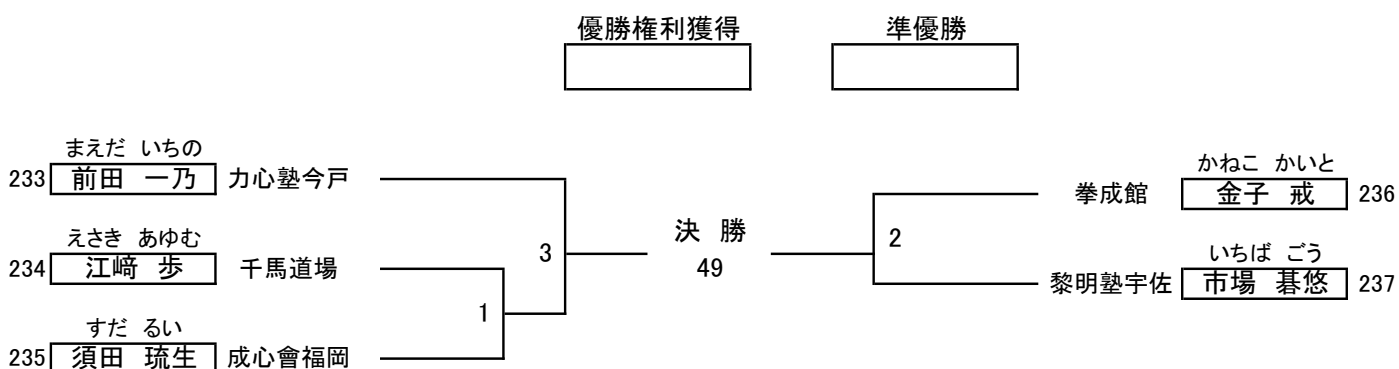 優勝権利獲得 準優勝
まえだ いちの
233 前田 一乃 力心塾今戸
かねこ かいと
拳成館 金子 戒 236
えさき あゆむ
234 江﨑 歩 千馬道場
3 決 勝 2
49
いちば ごう
黎明塾宇佐 市場 碁悠 237
1
すだ るい
235 須田 琉生 成心會福岡